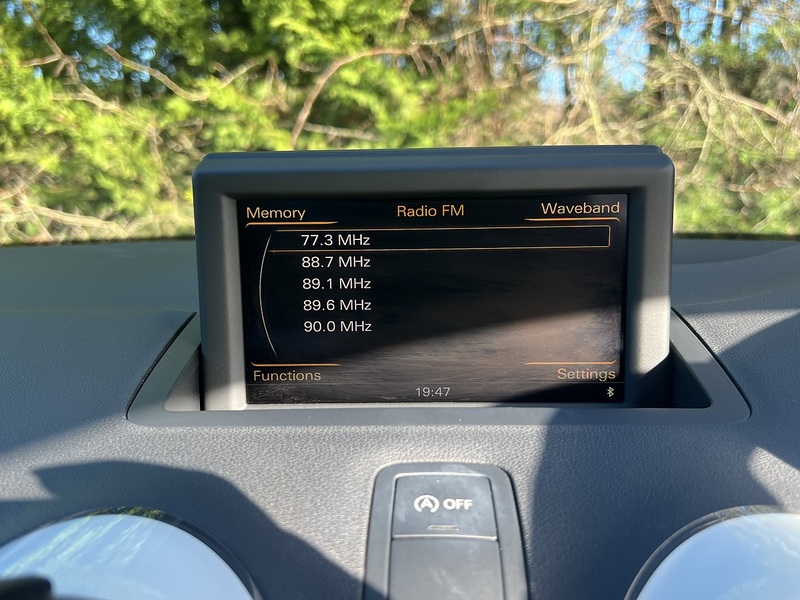 Memory Radio FM Waveband
77.3 MHz
88.7 MHz
89.1 MHz
89.6 MHz
90.0 MHz
Functions Settings
19:47
A OFF